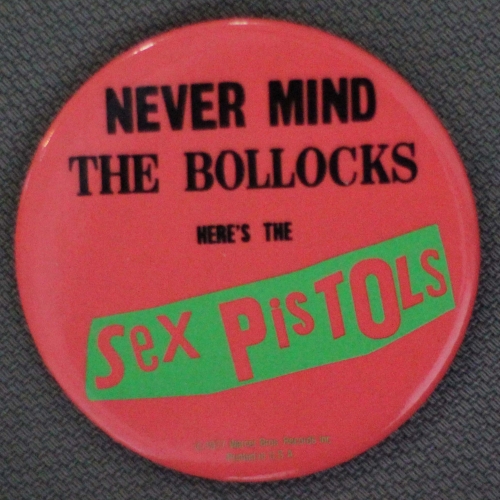 NEVER MIND
THE BOLLOCKS
HERE'S THE
Sex PisTOLS